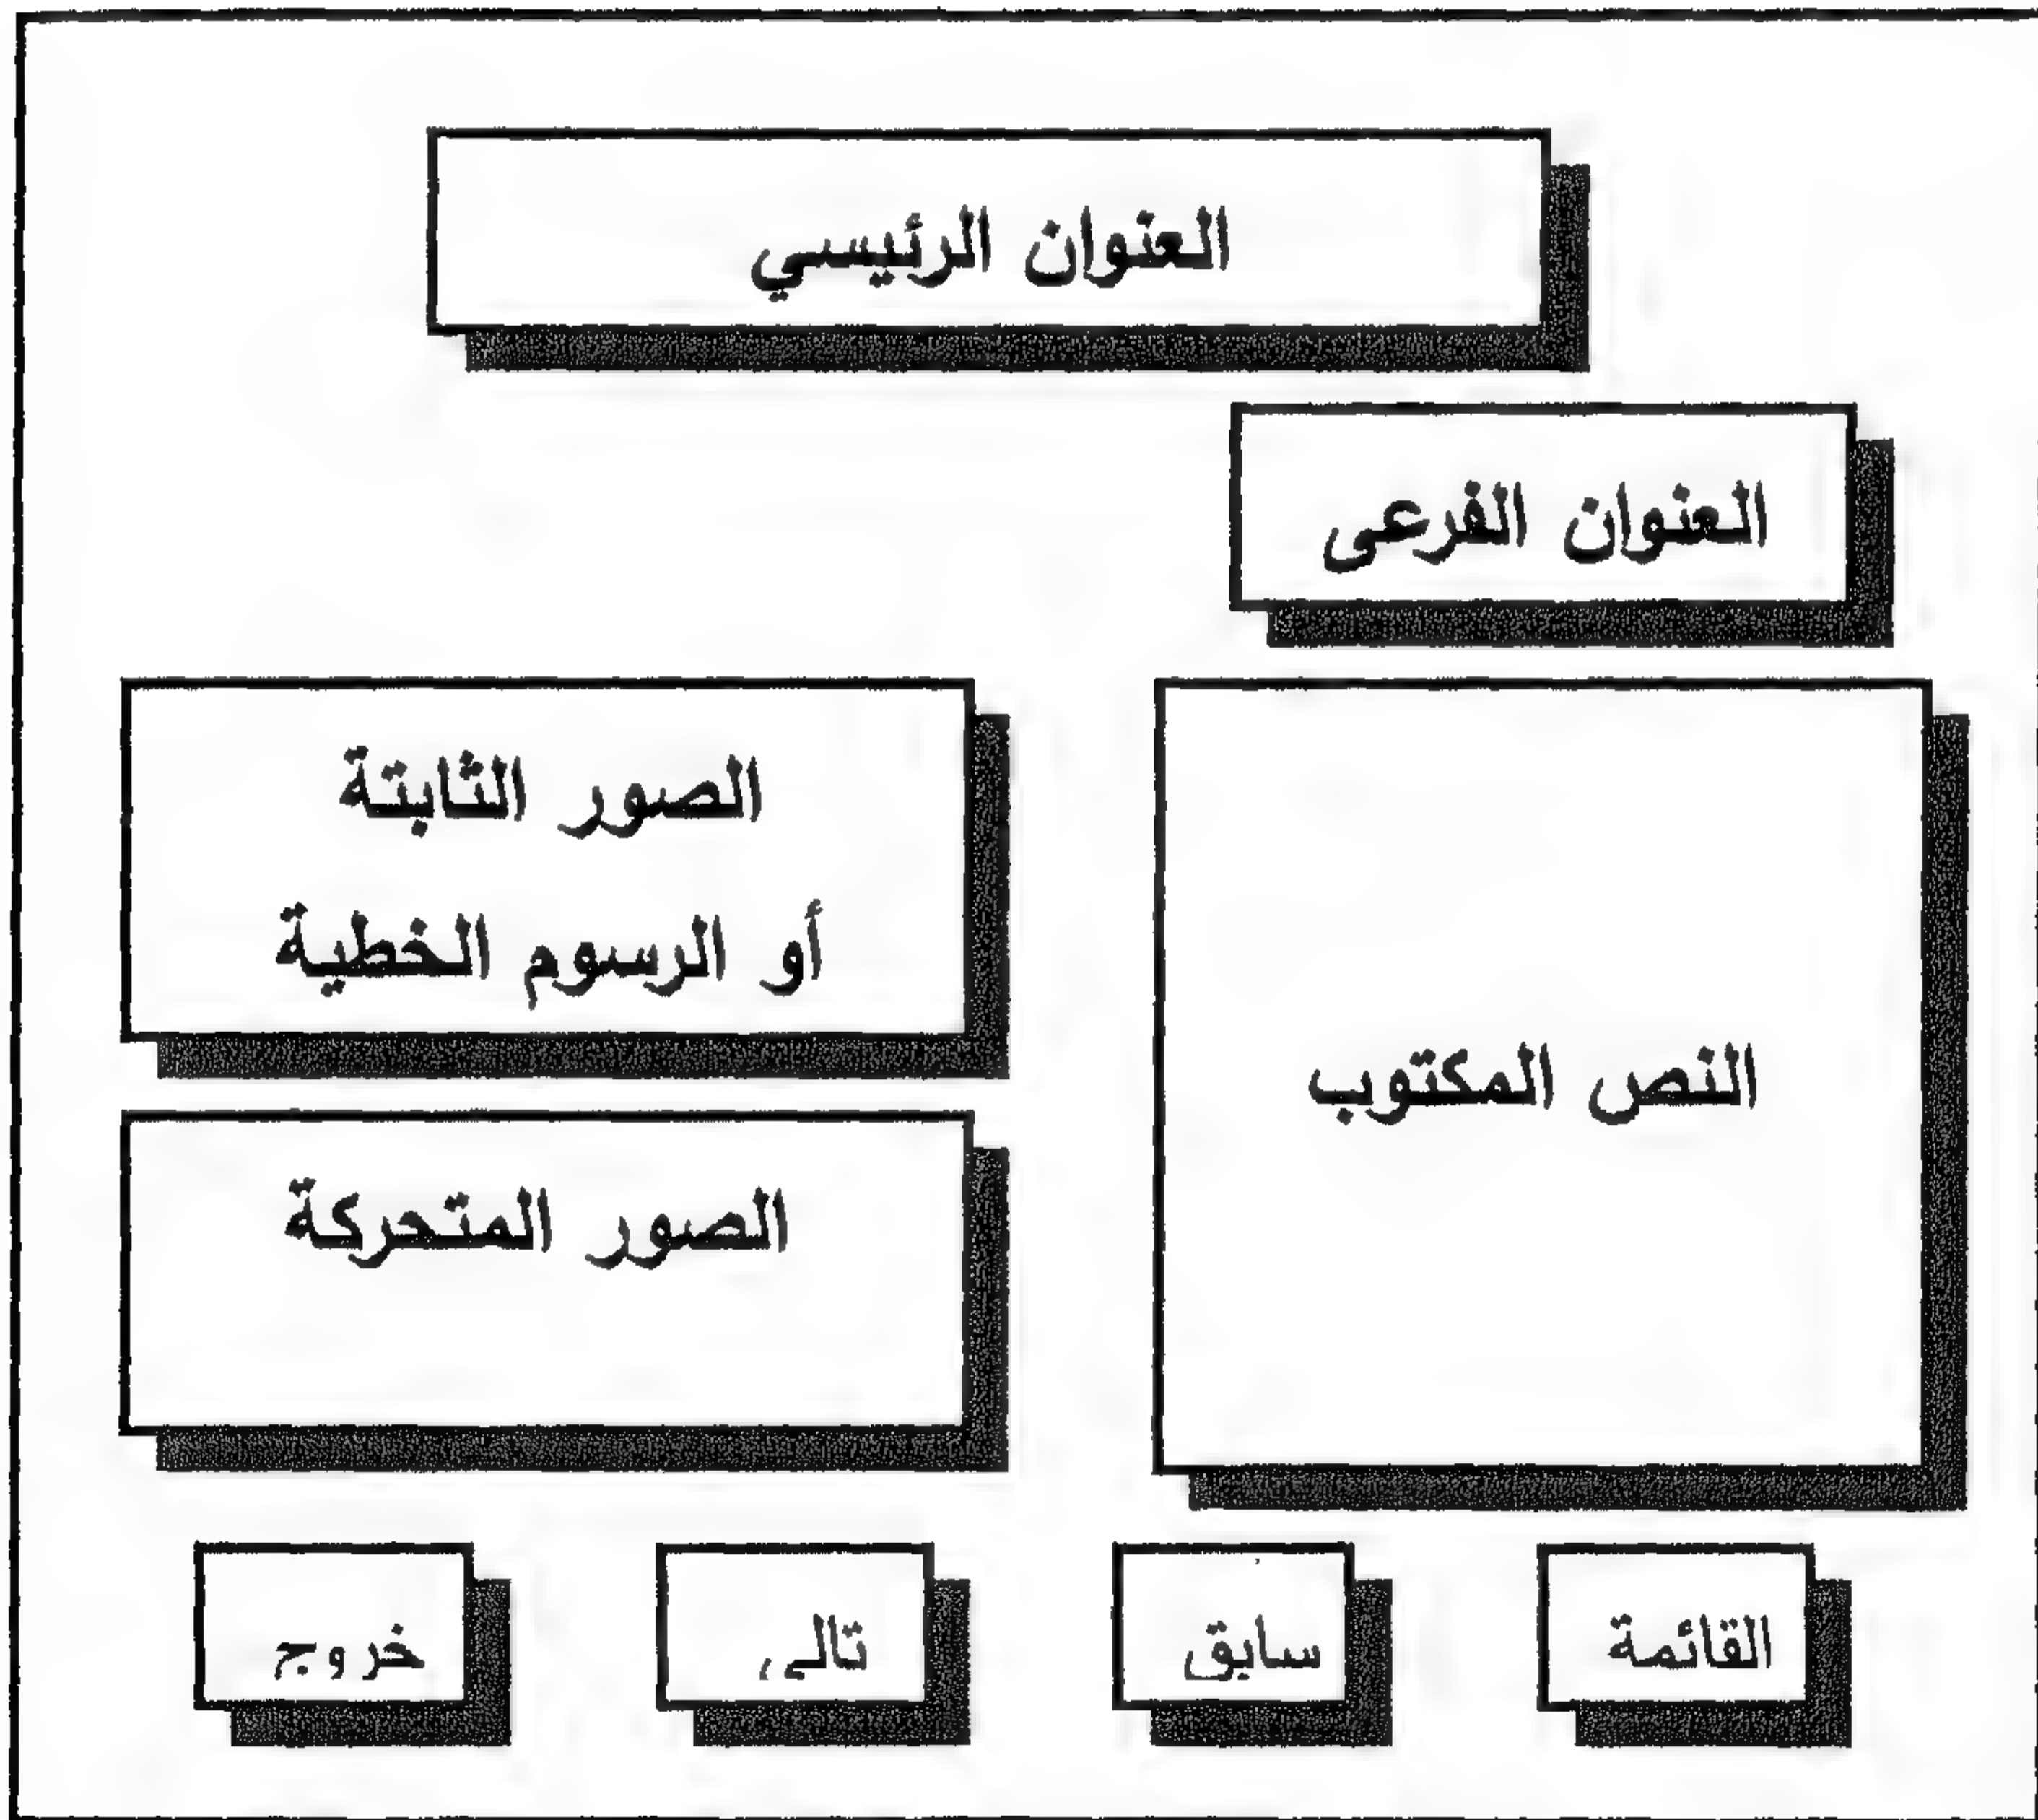 العنوان الرئيسي
العنوان الفرعى
النص المكتوب
الصور الثابتة
أو الرسوم الخطية
الصور المتحركة
القائمة
سابق
تالى
خروج